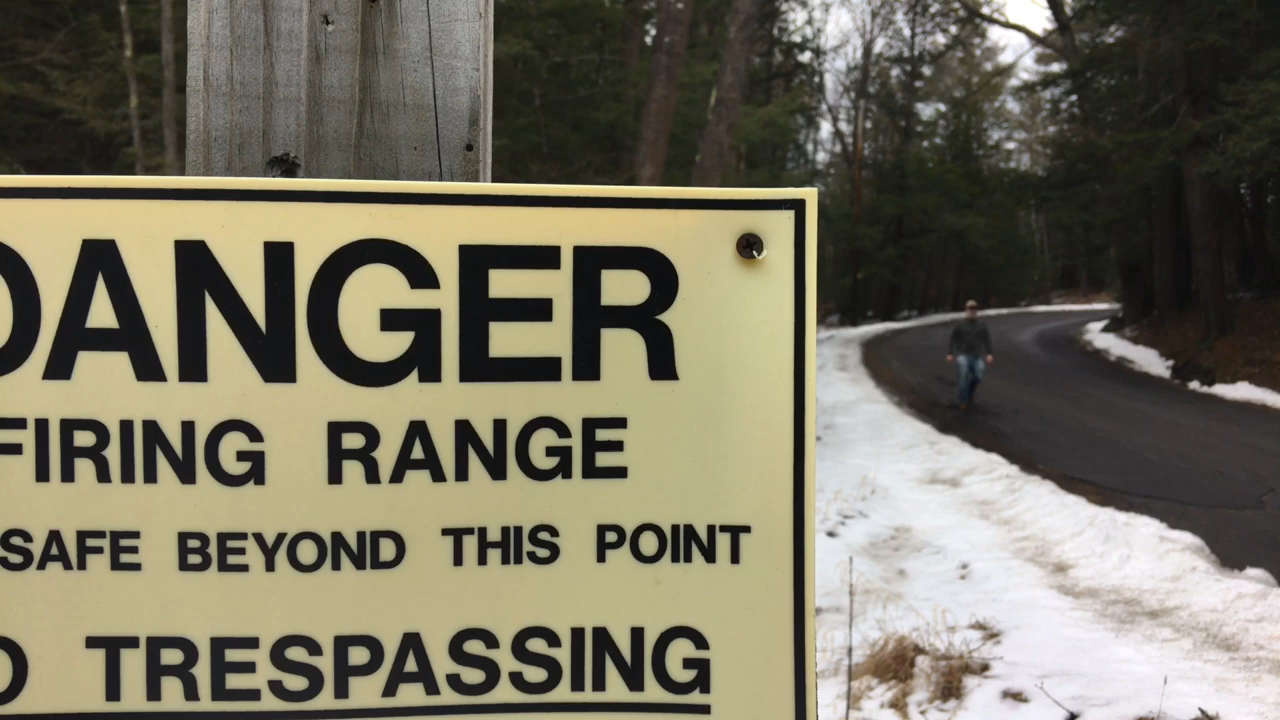 DANGER
FIRING RANGE
SAFE BEYOND THIS POINT
O TRESPASSING